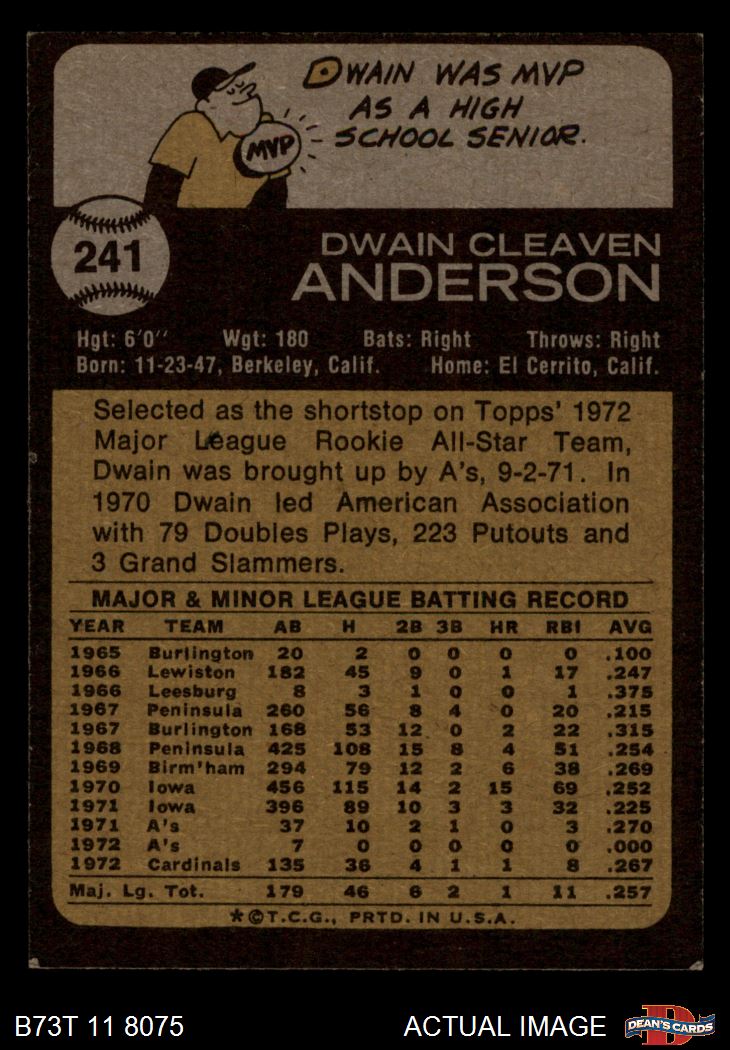 DWAIN WAS MVP
AS A HIGH
SCHOOL SENIOR.
MVP
241
DWAIN CLEAVEN
ANDERSON
Hgt: 6'0'' Wgt: 180 Bats: Right Throws: Right
Born: 11-23-47, Berkeley, Calif. Home: El Cerrito, Calif.
Selected as the shortstop on Topps' 1972
Major League Rookie All-Star Team,
Dwain was brought up by A's, 9-2-71. In
1970 Dwain led American Association
with 79 Doubles Plays, 223 Putouts and
3 Grand Slammers.
MAJOR & MINOR LEAGUE BATTING RECORD
YEAR TEAM AB H 2B 3B HR RBI AVG
1965 Burlington 20 2 0 0 0 0 .100
1966 Lewiston 182 45 9 0 1 17 .247
1966 Leesburg 8 3 1 0 0 1 .375
1967 Peninsula 260 56 8 4 0 20 .215
1967 Burlington 168 53 12 0 2 22 .315
1968 Peninsula 425 108 15 8 4 51 .254
1969 Birm'ham 294 79 12 2 6 38 .269
1970 Iowa 456 115 14 2 15 69 .252
1971 Iowa 396 89 10 3 3 32 .225
1971 A's 37 10 2 1 0 3 .270
1972 A's 7 0 0 0 0 0 .000
1972 Cardinals 135 36 4 1 1 8 .267
Maj. Lg. Tot. 179 46 6 2 1 11 .257
*©T.C.G., PRTD. IN U.S.A.
B73T 11 8075 ACTUAL IMAGE
D
DEAN'S CARDS